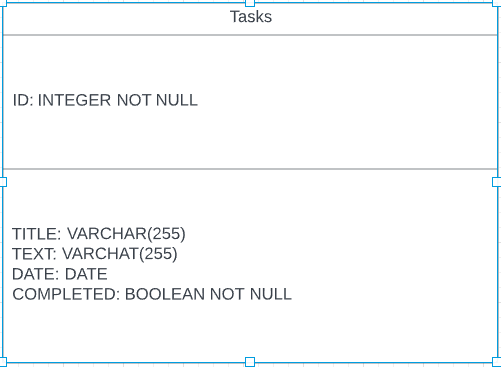 Tasks
ID: INTEGER NOT NULL
TITLE: VARCHAR(255)
TEXT: VARCHAT(255)
DATE: DATE
COMPLETED: BOOLEAN NOT NULL